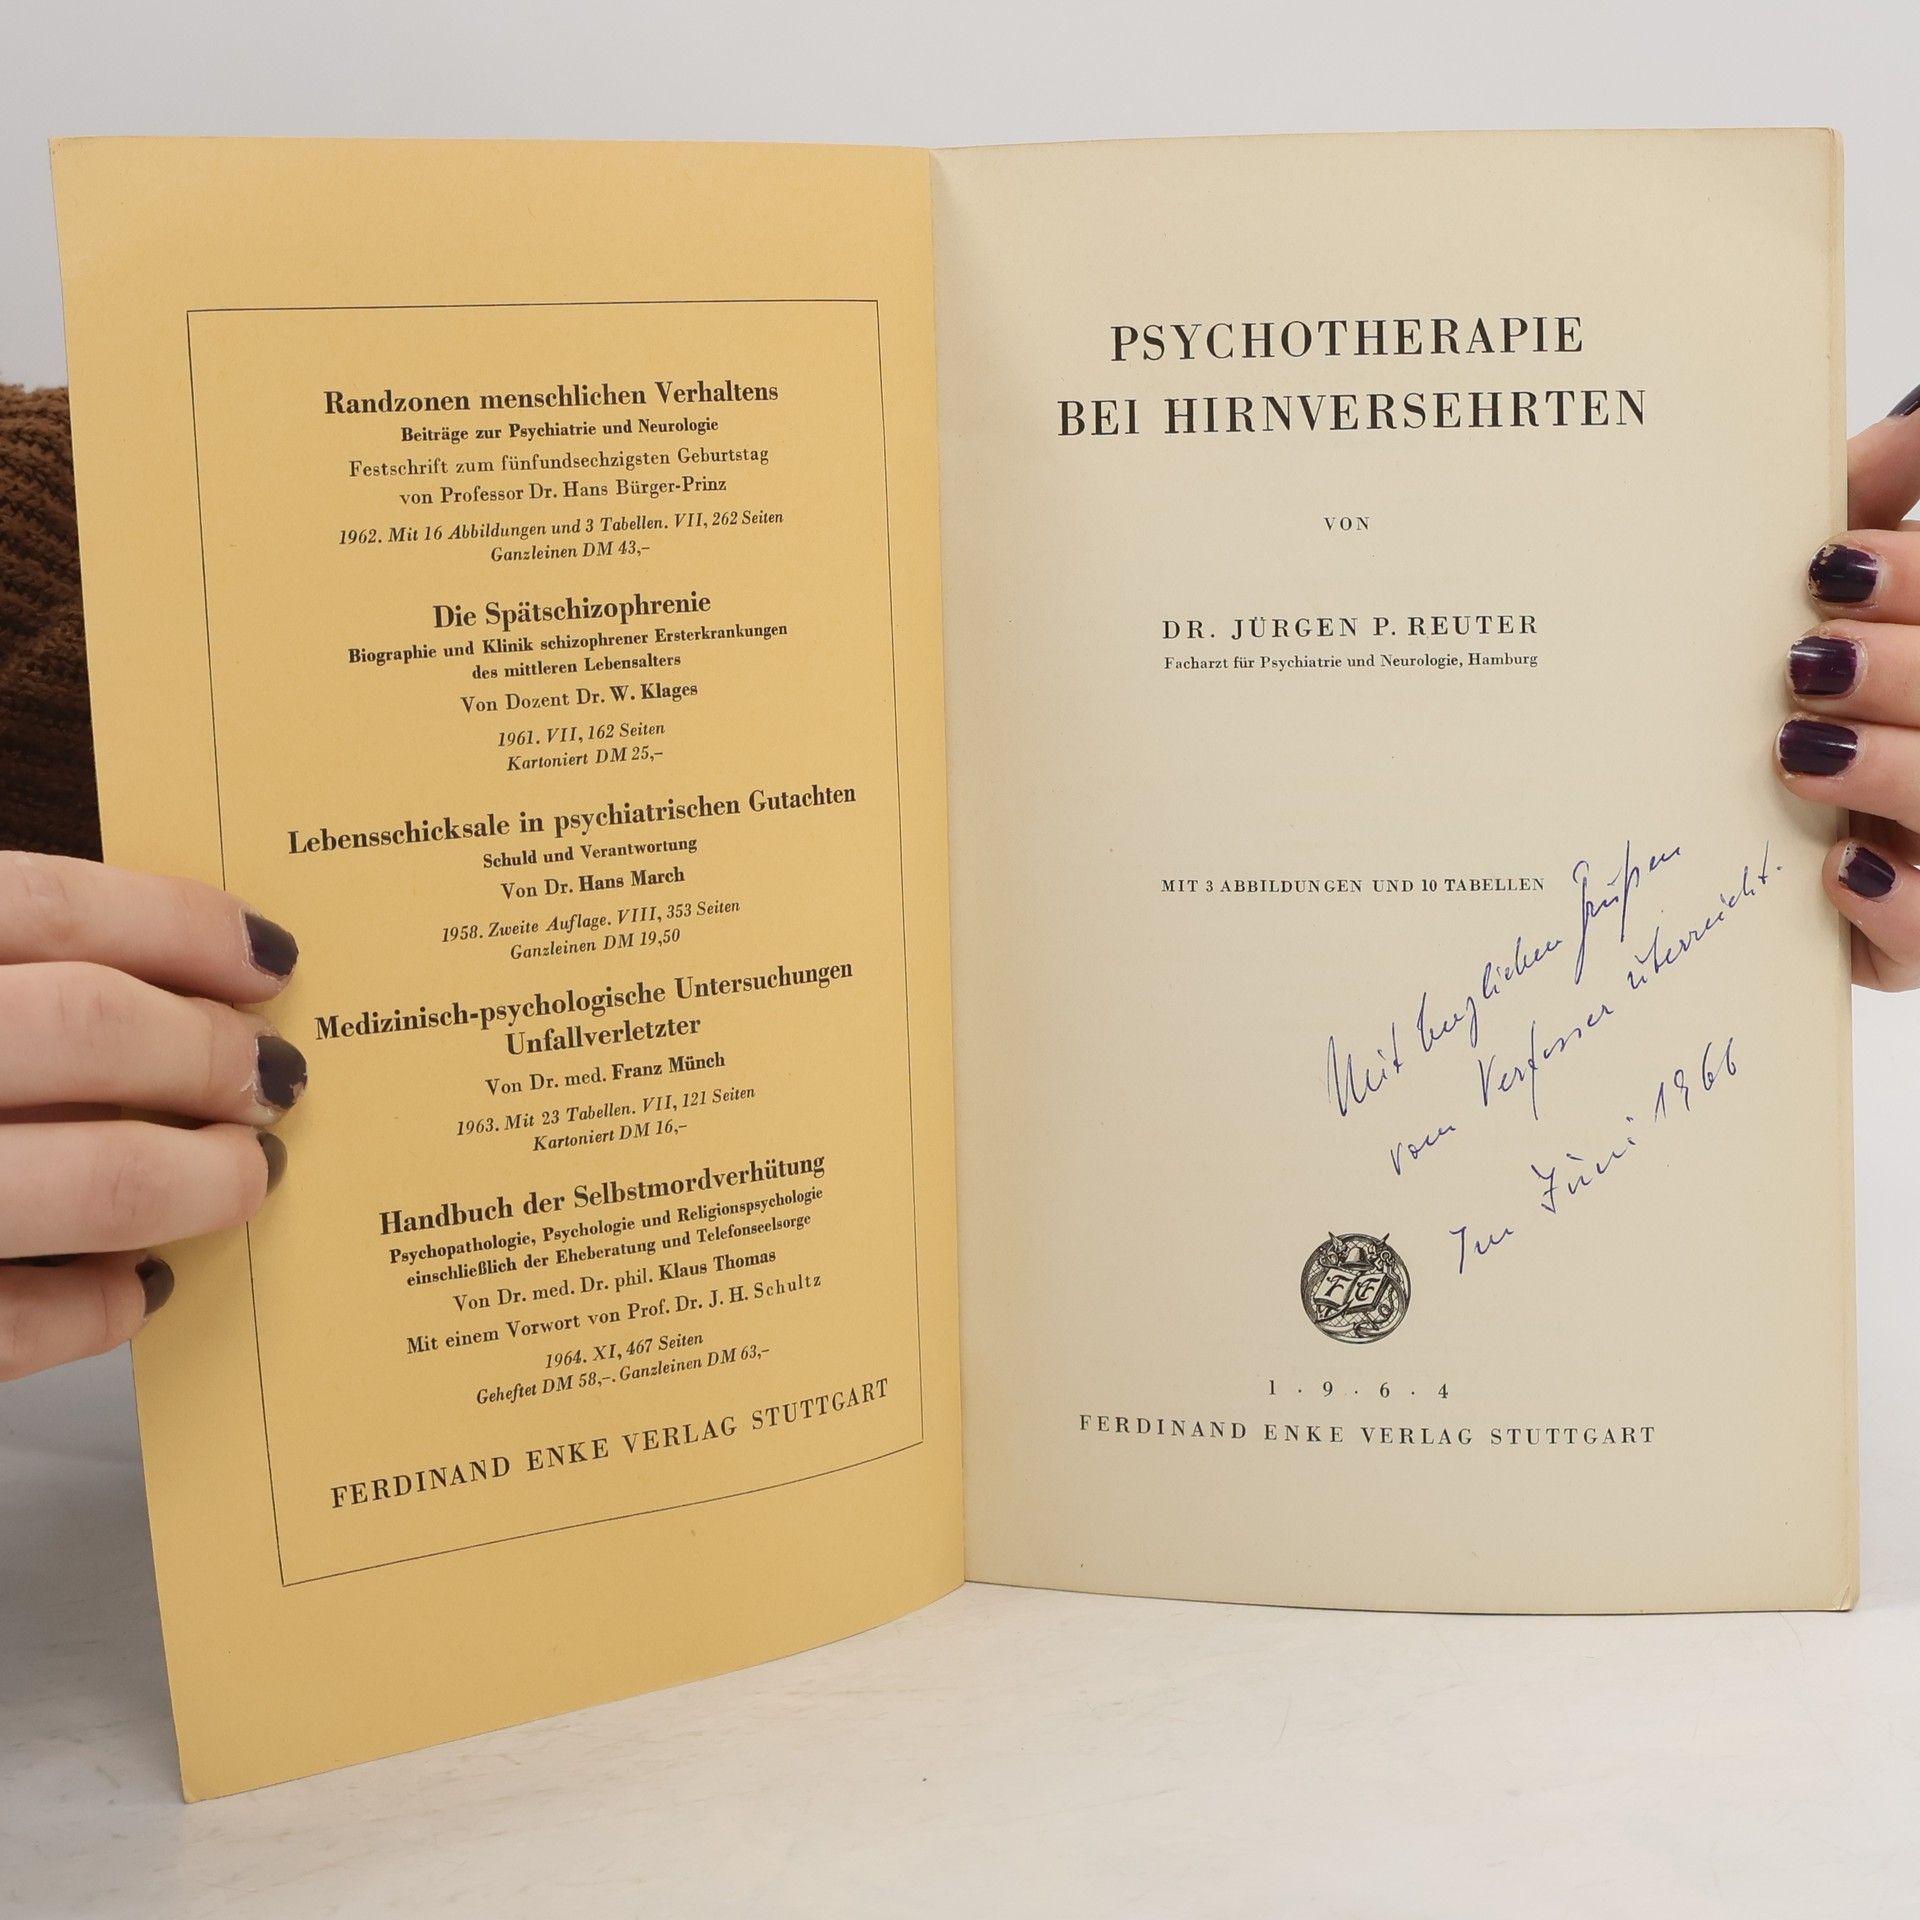 Randzonen menschlichen Verhaltens
Beiträge zur Psychiatrie und Neurologie
Festschrift zum fünfundsechzigsten Geburtstag
von Professor Dr. Hans Bürger-Prinz
1962. Mit 16 Abbildungen und 3 Tabellen. VII, 262 Seiten
Ganzleinen DM 43,–
Die Spätschizophrenie
Biographie und Klinik schizophrener Ersterkrankungen
des mittleren Lebensalters
Von Dozent Dr. W. Klages
1961. VII, 162 Seiten
Kartoniert DM 25,–
Lebensschicksale in psychiatrischen Gutachten
Schuld und Verantwortung
Von Dr. Hans March
1958. Zweite Auflage. VIII, 353 Seiten
Ganzleinen DM 19,50
Medizinisch-psychologische Untersuchungen
Unfallverletzter
Von Dr. med. Franz Münch
1963. Mit 23 Tabellen. VII, 121 Seiten
Kartoniert DM 16,–
Handbuch der Selbstmordverhütung
Psychopathologie, Psychologie und Religionspsychologie
einschließlich der Eheberatung und Telefonseelsorge
Von Dr. med. Dr. phil. Klaus Thomas
Mit einem Vorwort von Prof. Dr. J. H. Schultz
1964. XI, 467 Seiten
Geheftet DM 58,–. Ganzleinen DM 63,–
FERDINAND ENKE VERLAG STUTTGART
PSYCHOTHERAPIE
BEI HIRNVERSEHRTEN
VON
DR. JÜRGEN P. REUTER
Facharzt für Psychiatrie und Neurologie, Hamburg
MIT 3 ABBILDUNGEN UND 10 TABELLEN
Mit herzlichen Grüßen
vom Verfasser überreicht.
Im Juni 1966
F E
1 . 9 . 6 . 4
FERDINAND ENKE VERLAG STUTTGART